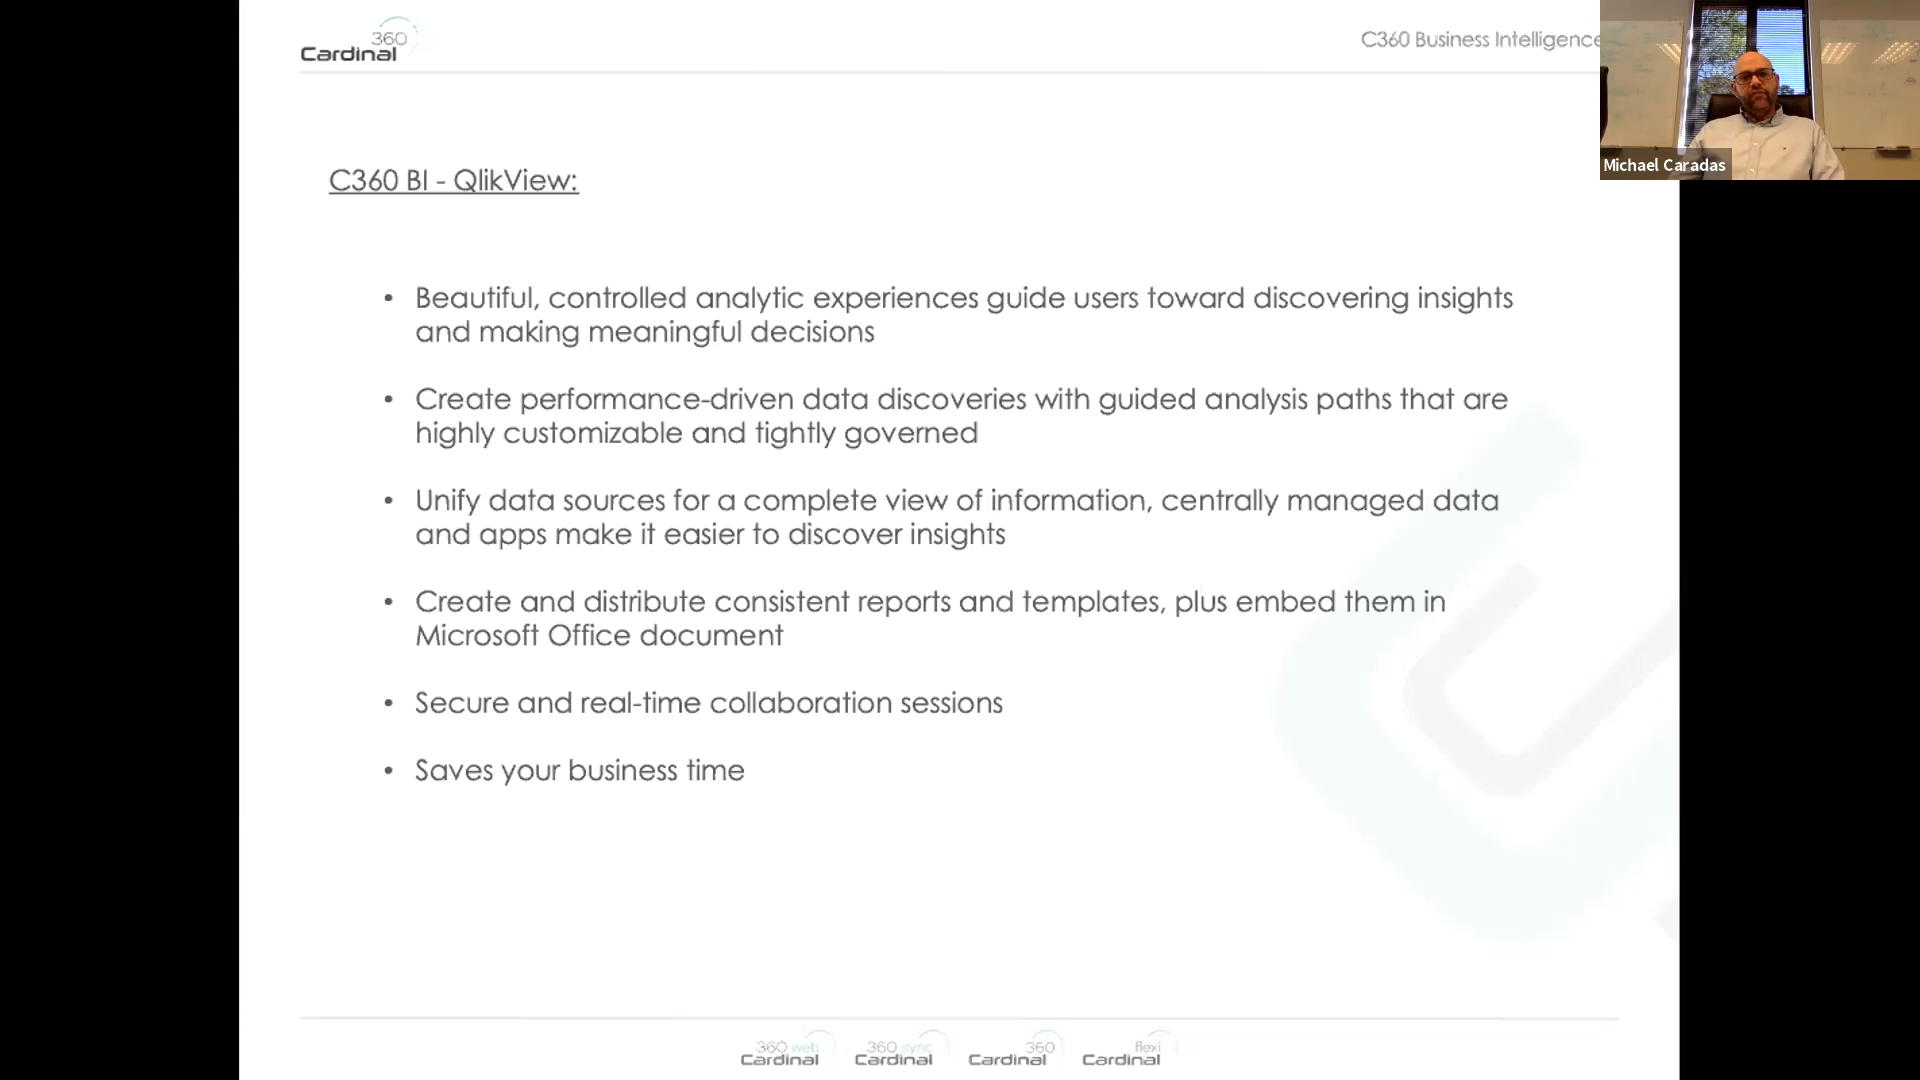 360
Cardinal
C360 Business Intelligence
Michael Caradas
C360 BI - QlikView:
• Beautiful, controlled analytic experiences guide users toward discovering insights
and making meaningful decisions
• Create performance-driven data discoveries with guided analysis paths that are
highly customizable and tightly governed
• Unify data sources for a complete view of information, centrally managed data
and apps make it easier to discover insights
• Create and distribute consistent reports and templates, plus embed them in
Microsoft Office document
• Secure and real-time collaboration sessions
• Saves your business time
360 web
Cardinal
360 sync
Cardinal
360
Cardinal
flexi
Cardinal